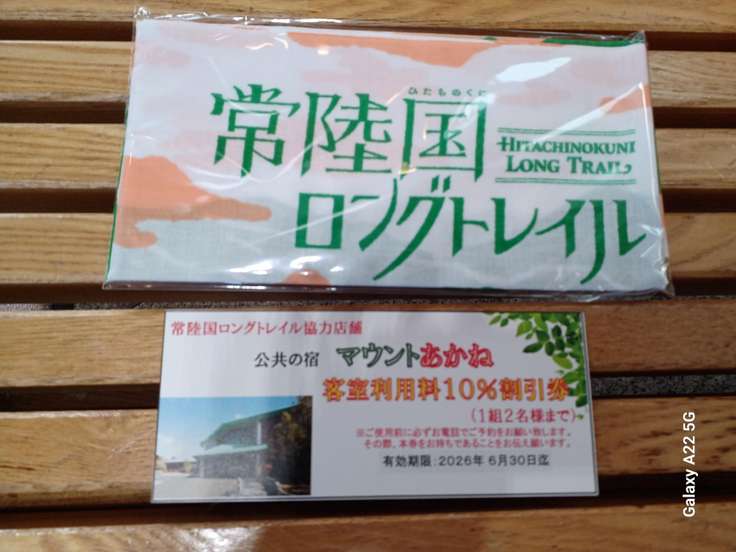 ひたちのくに
常陸国
HITACHINOKUNI
LONG TRAIL
ロングトレイル
常陸国ロングトレイル協力店舗
公共の宿 マウントあかね
客室利用料10%割引券
(1組2名様まで)
※ご使用前に必ずお電話でご予約をお願い致します。
その際、本券をお持ちであることをお伝え願います。
有効期限:2026年 6月30日迄
Galaxy A22 5G